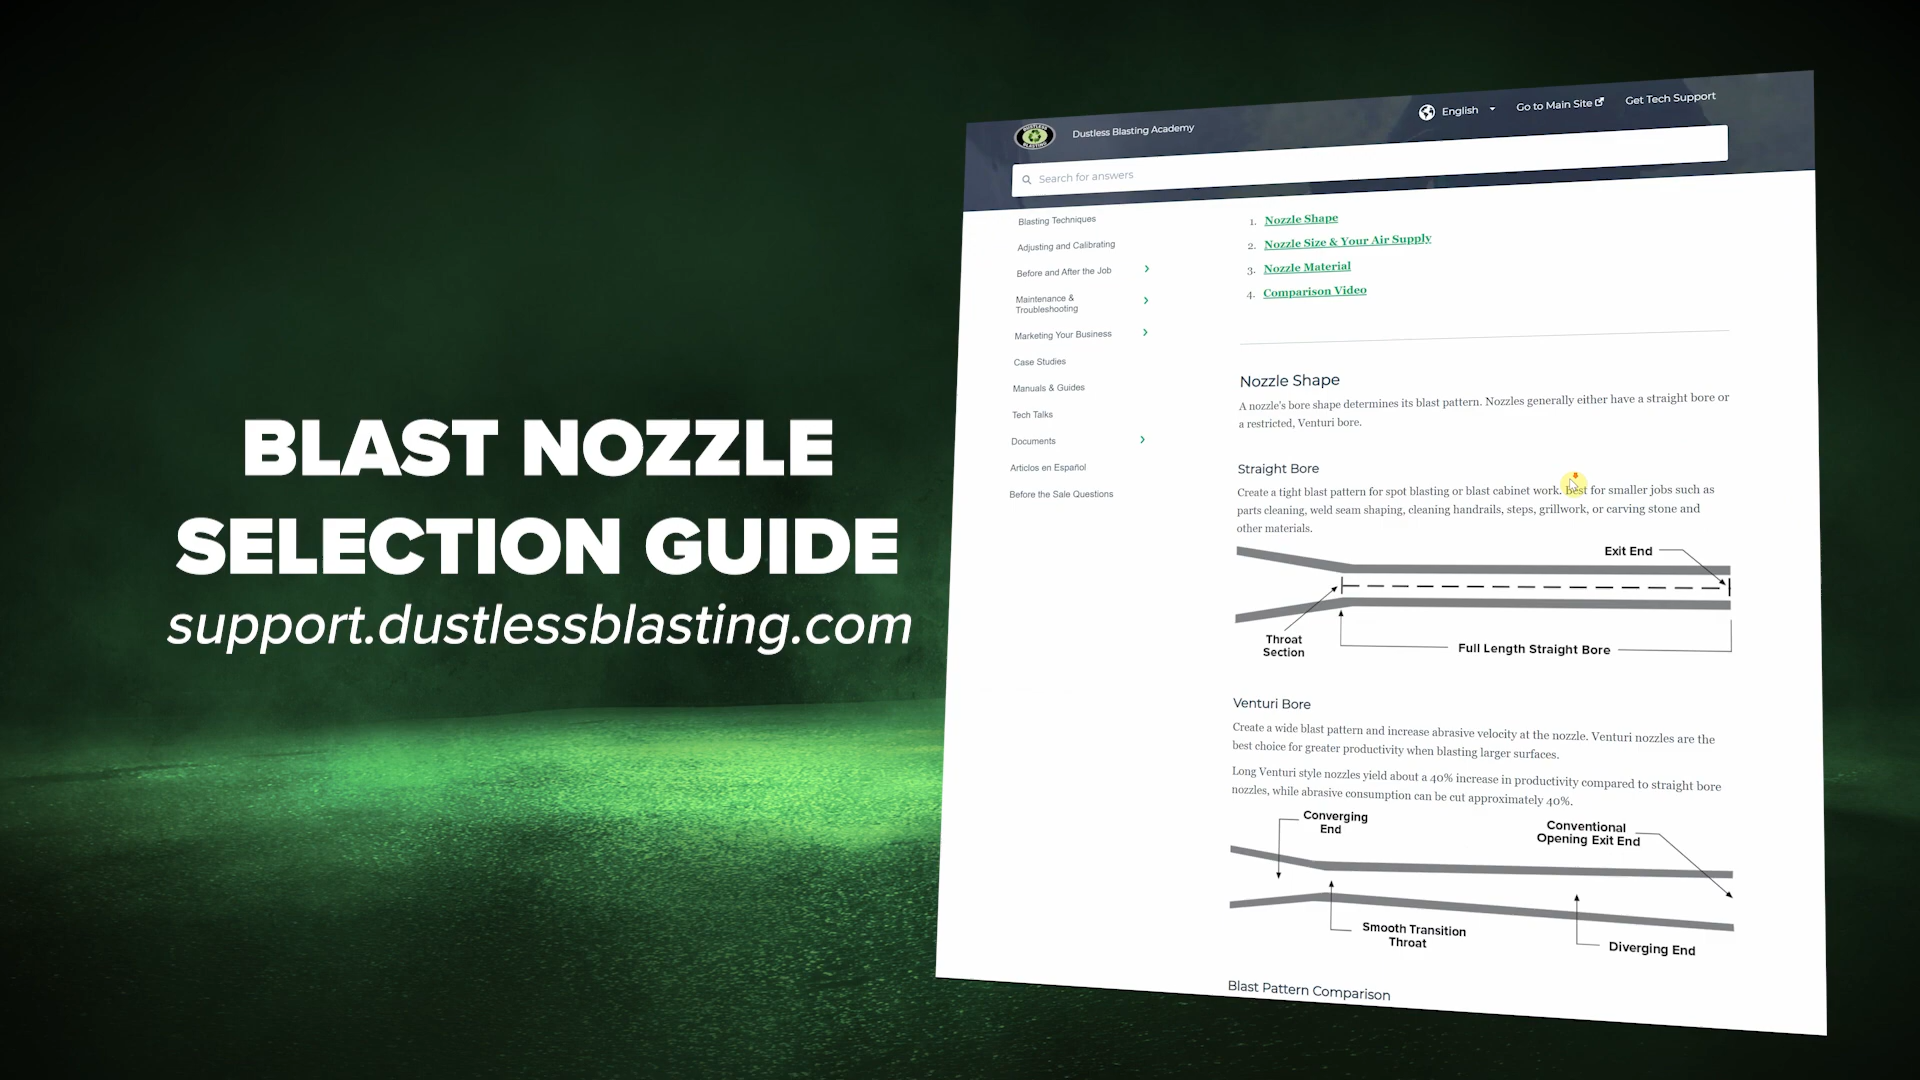 BLAST NOZZLE
SELECTION GUIDE
support.dustlessblasting.com
DUSTLESS
BLASTING
Dustless Blasting Academy
English
Go to Main Site
Get Tech Support
Search for answers
Blasting Techniques
Adjusting and Calibrating
Before and After the Job
Maintenance &
Troubleshooting
Marketing Your Business
Case Studies
Manuals & Guides
Tech Talks
Documents
Articlos en Español
Before the Sale Questions
1. Nozzle Shape
2. Nozzle Size & Your Air Supply
3. Nozzle Material
4. Comparison Video
Nozzle Shape
A nozzle's bore shape determines its blast pattern. Nozzles generally either have a straight bore or
a restricted, Venturi bore.
Straight Bore
Create a tight blast pattern for spot blasting or blast cabinet work. Best for smaller jobs such as
parts cleaning, weld seam shaping, cleaning handrails, steps, grillwork, or carving stone and
other materials.
Exit End
Throat
Section
Full Length Straight Bore
Venturi Bore
Create a wide blast pattern and increase abrasive velocity at the nozzle. Venturi nozzles are the
best choice for greater productivity when blasting larger surfaces.
Long Venturi style nozzles yield about a 40% increase in productivity compared to straight bore
nozzles, while abrasive consumption can be cut approximately 40%.
Converging
End
Conventional
Opening Exit End
Smooth Transition
Throat
Diverging End
Blast Pattern Comparison